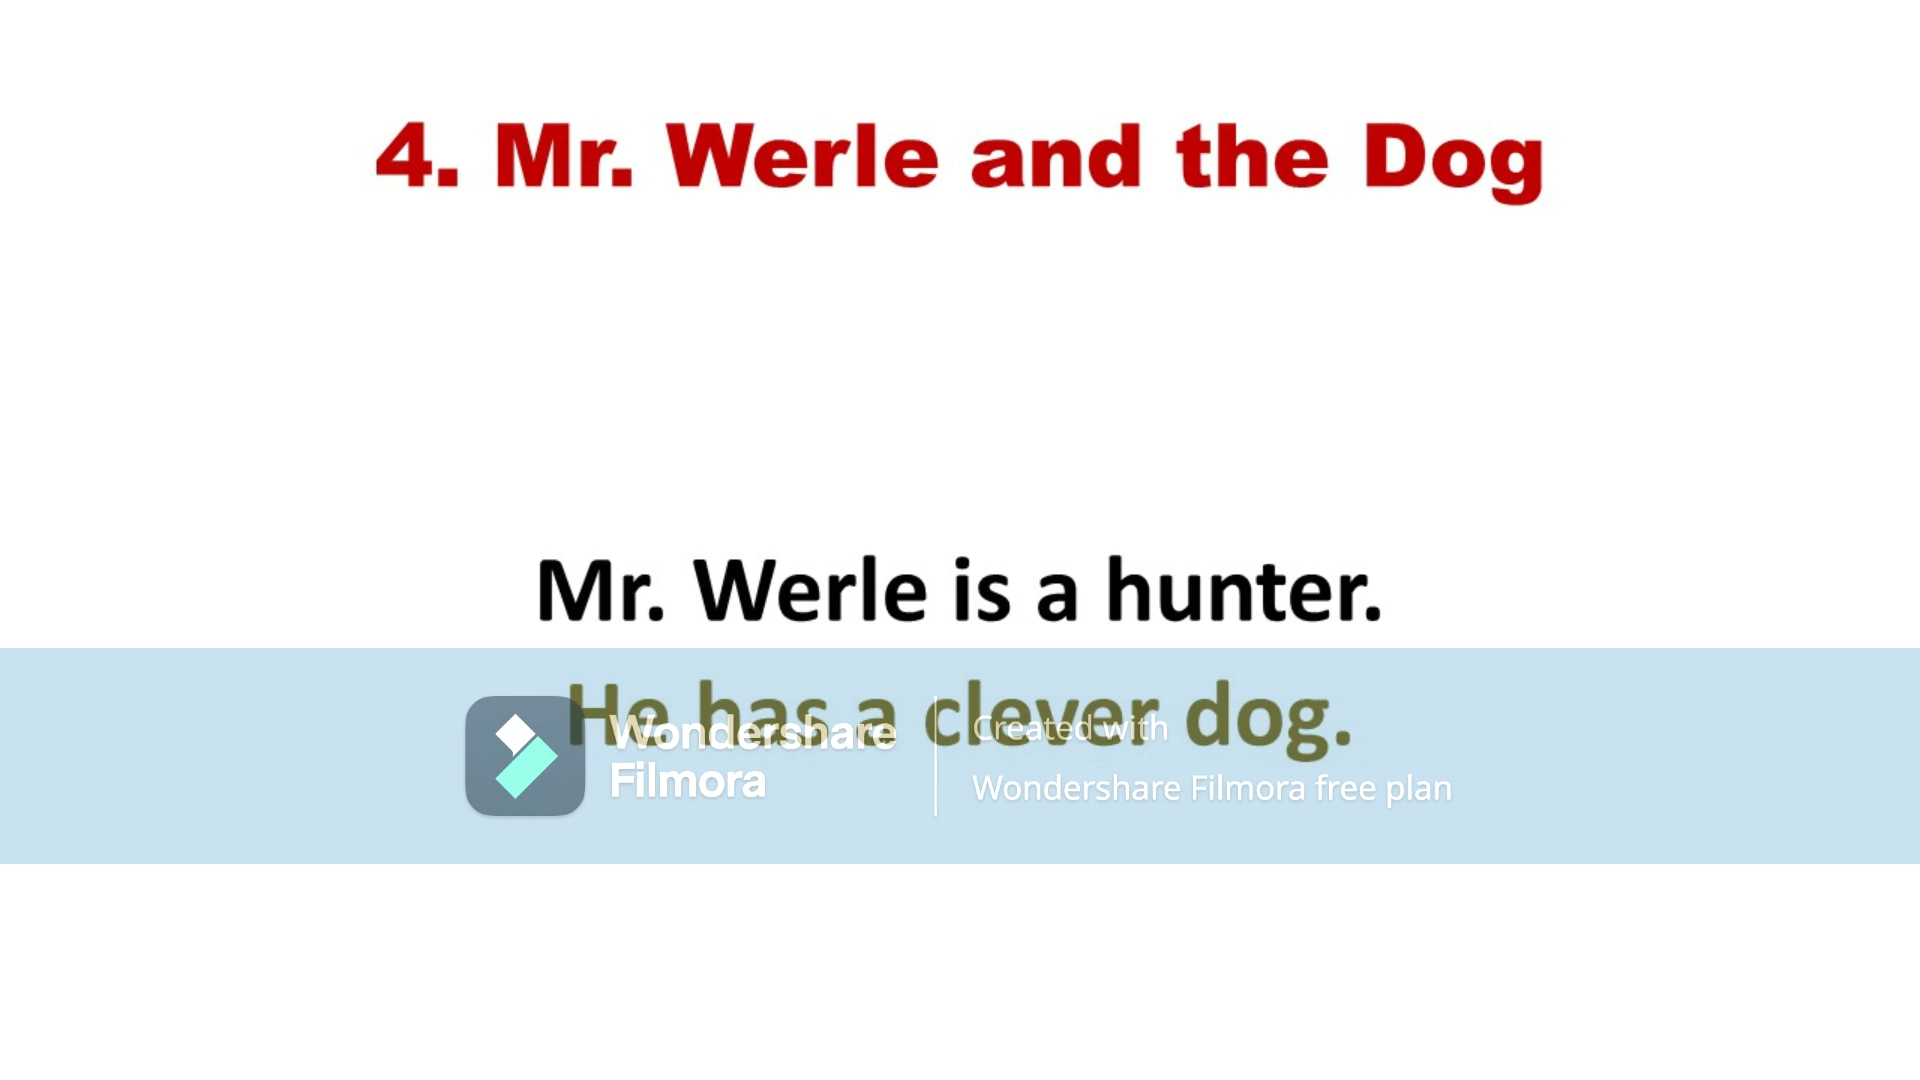 4. Mr. Werle and the Dog
Mr. Werle is a hunter.
He has a clever dog.
Wondershare
Filmora
Created with
Wondershare Filmora free plan